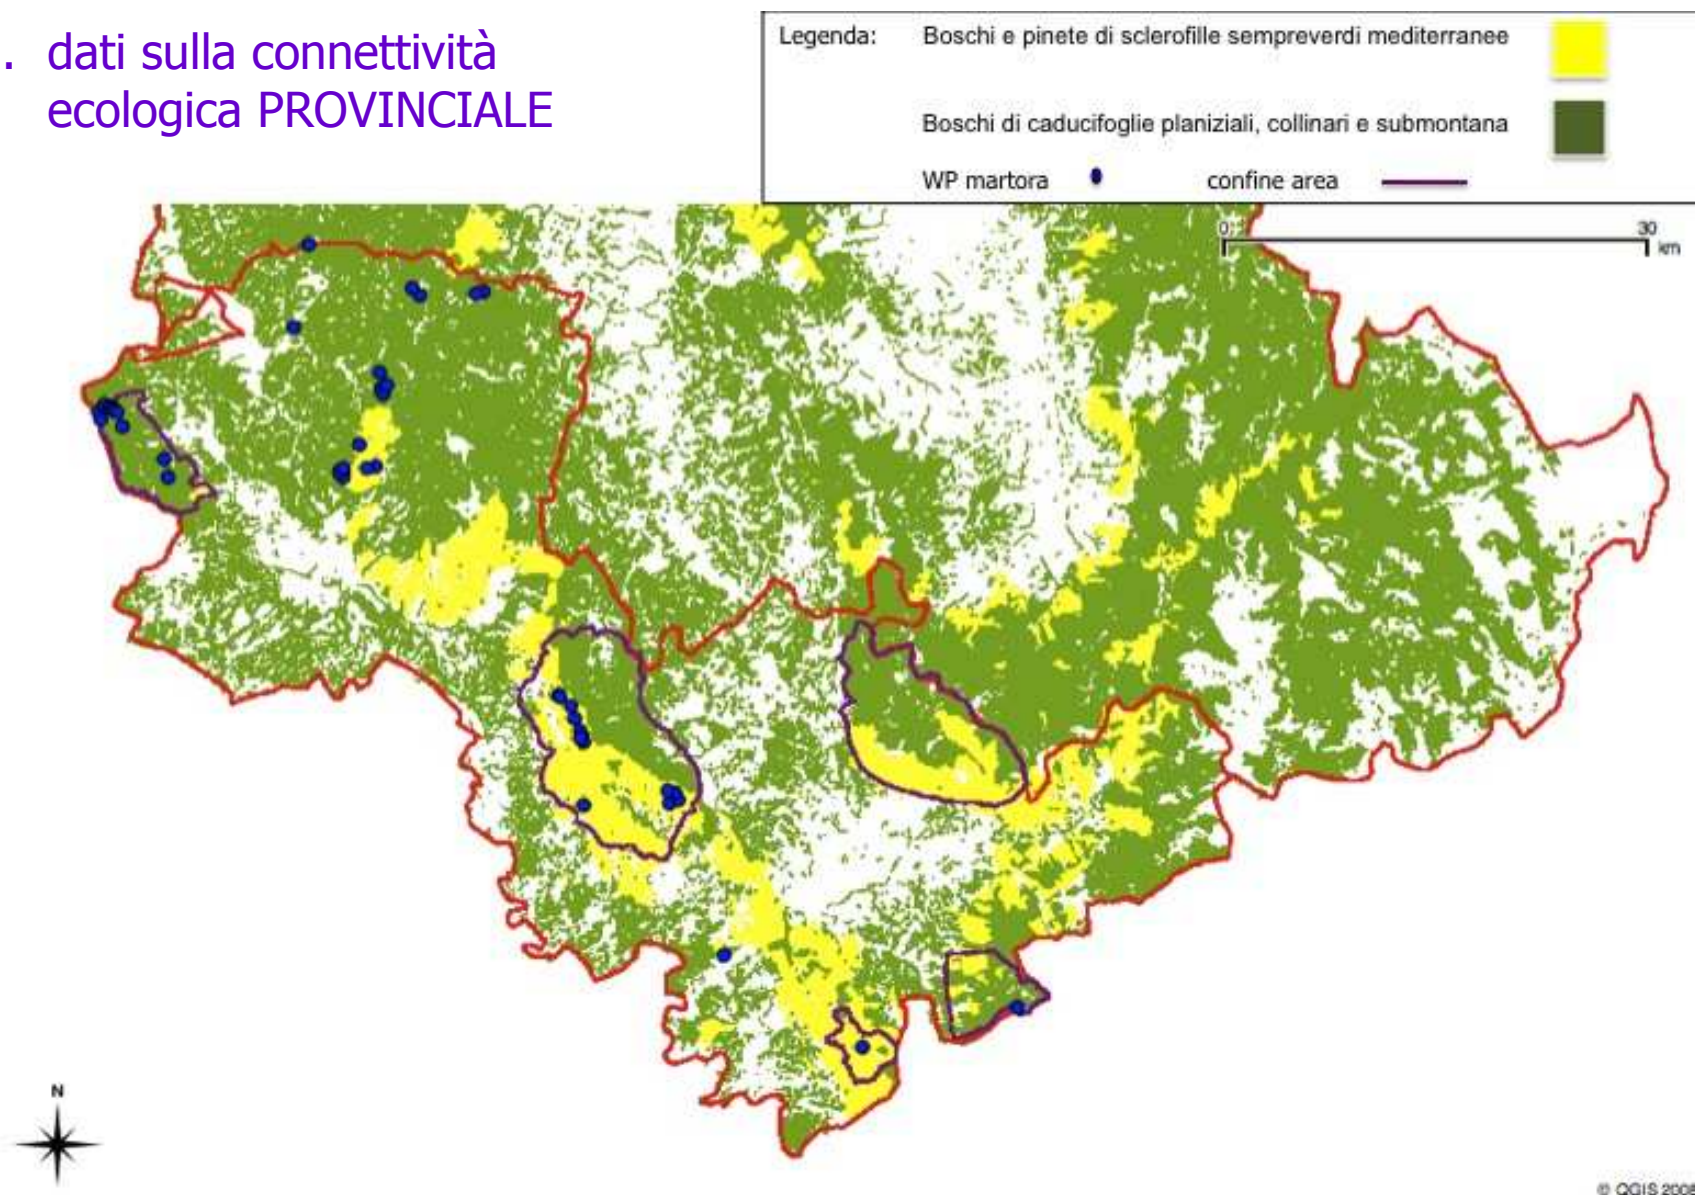 . dati sulla connettività
ecologica PROVINCIALE
Legenda: Boschi e pinete di sclerofille sempreverdi mediterranee
Boschi di caducifoglie planiziali, collinari e submontana
WP martora confine area
0 30
km
N
© QGIS 2008